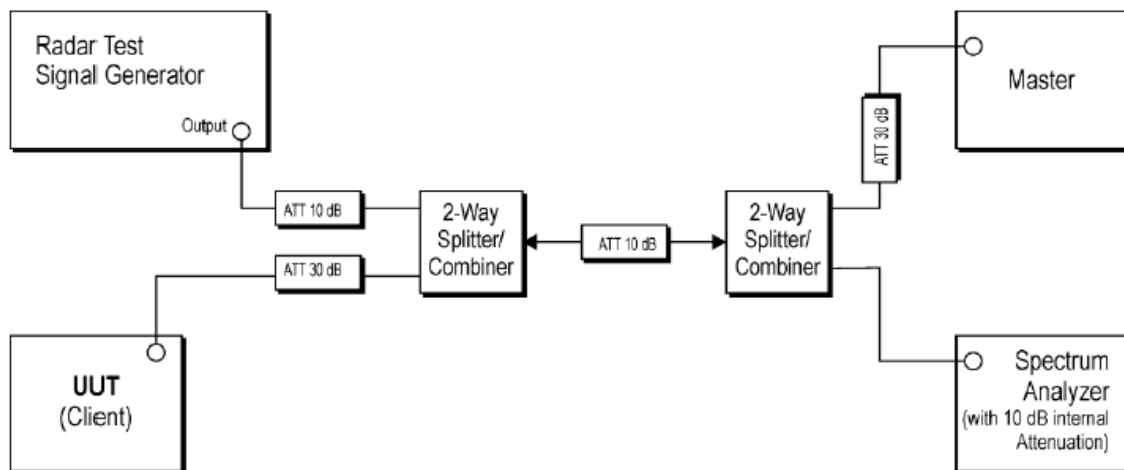 Radar Test
Signal Generator
Output
Master
ATT 30 dB
ATT 10 dB
2-Way
Splitter/
Combiner
ATT 10 dB
2-Way
Splitter/
Combiner
ATT 30 dB
UUT
(Client)
Spectrum
Analyzer
(with 10 dB internal
Attenuation)